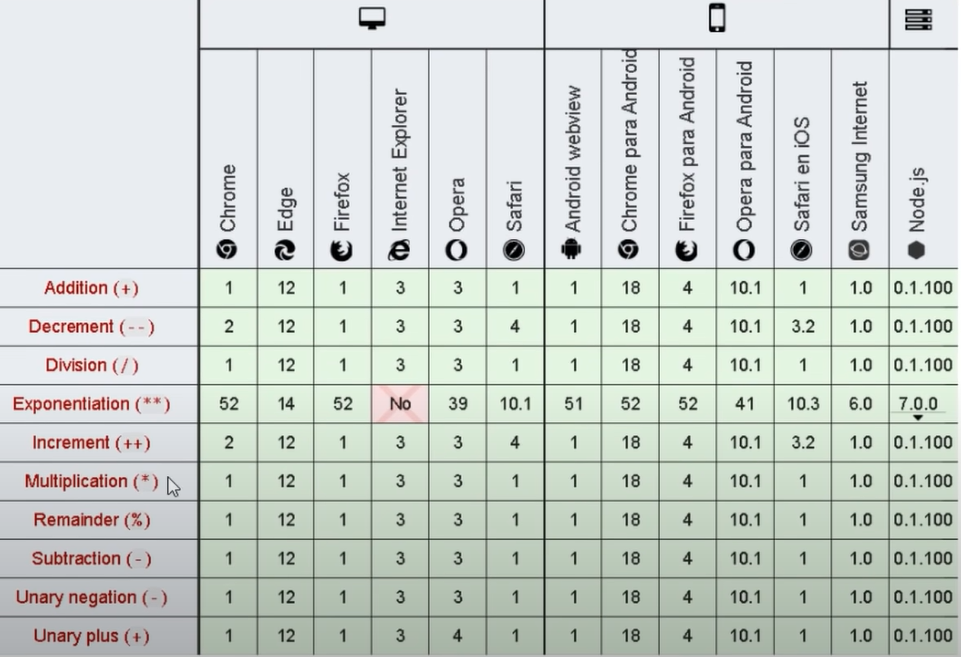 Chrome Edge Firefox Internet Explorer Opera Safari Android webview Chrome para Android Firefox para Android Opera para Android Safari en iOS Samsung Internet Node.js
Addition (+) 1 12 1 3 3 1 1 18 4 10.1 1 1.0 0.1.100
Decrement (--) 2 12 1 3 3 4 1 18 4 10.1 3.2 1.0 0.1.100
Division (/) 1 12 1 3 3 1 1 18 4 10.1 1 1.0 0.1.100
Exponentiation (**) 52 14 52 No 39 10.1 51 52 52 41 10.3 6.0 7.0.0
Increment (++) 2 12 1 3 3 4 1 18 4 10.1 3.2 1.0 0.1.100
Multiplication (*) 1 12 1 3 3 1 1 18 4 10.1 1 1.0 0.1.100
Remainder (%) 1 12 1 3 3 1 1 18 4 10.1 1 1.0 0.1.100
Subtraction (-) 1 12 1 3 3 1 1 18 4 10.1 1 1.0 0.1.100
Unary negation (-) 1 12 1 3 3 1 1 18 4 10.1 1 1.0 0.1.100
Unary plus (+) 1 12 1 3 4 1 1 18 4 10.1 1 1.0 0.1.100